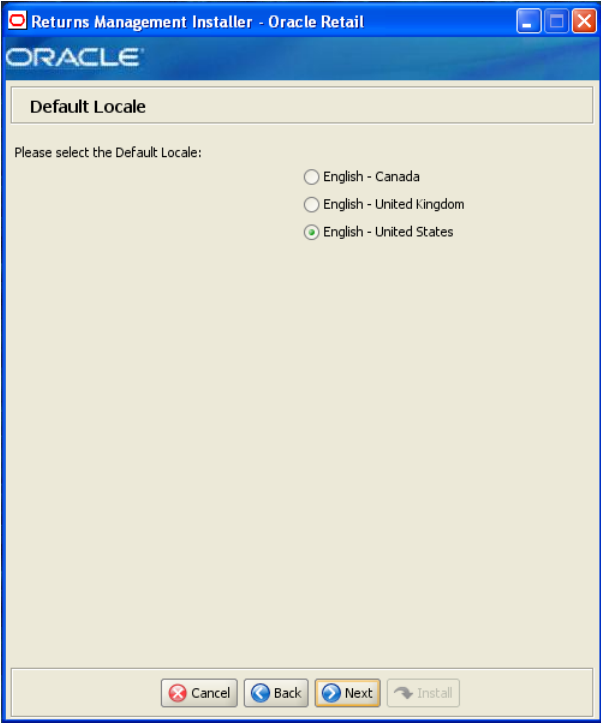 Returns Management Installer - Oracle Retail
ORACLE
Default Locale
Please select the Default Locale:
English - Canada
English - United Kingdom
English - United States
Cancel Back Next Install